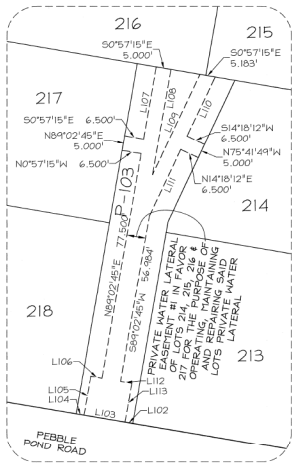 216
215
S0°57'15"E
5.000'
S0°57'15"E
5.183'
217
L107
L108
L109
L110
S0°57'15"E
6.500'
N89°02'45"E
5.000'
N0°57'15"W
6.500'
S14°18'12"W
6.500'
N75°41'49"W
5.000'
N14°18'12"E
6.500'
L111
214
P-103
77.500'
N89°02'45"E
56.984'
S89°02'45"W
PRIVATE WATER LATERAL
EASEMENT #1 IN FAVOR
OF LOTS 214, 215, 216 &
217 FOR THE PURPOSE OF
OPERATING, MAINTAINING
AND REPAIRING SAID
LOTS PRIVATE WATER
LATERAL
218
213
L106
L105
L104
L103
L112
L113
L102
PEBBLE
POND ROAD